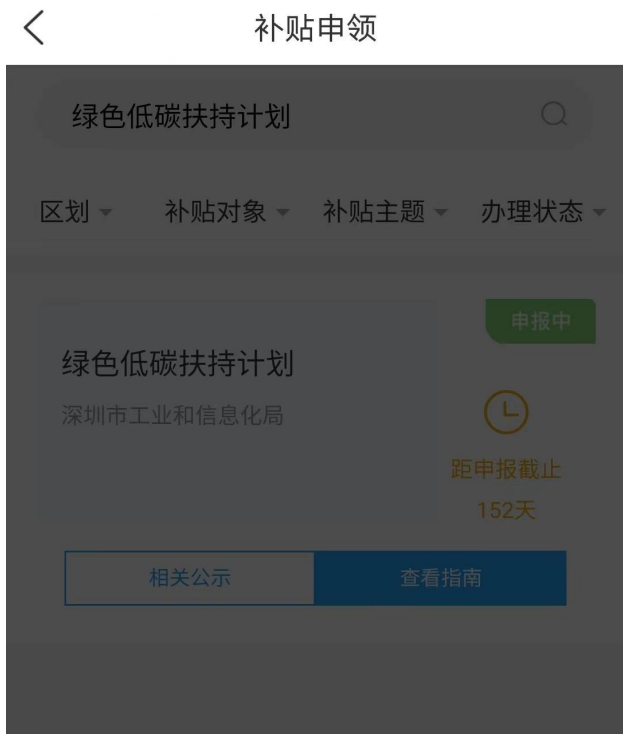 补贴申领
绿色低碳扶持计划
区划 补贴对象 补贴主题 办理状态
申报中
绿色低碳扶持计划
深圳市工业和信息化局
距申报截止
152天
相关公示 查看指南